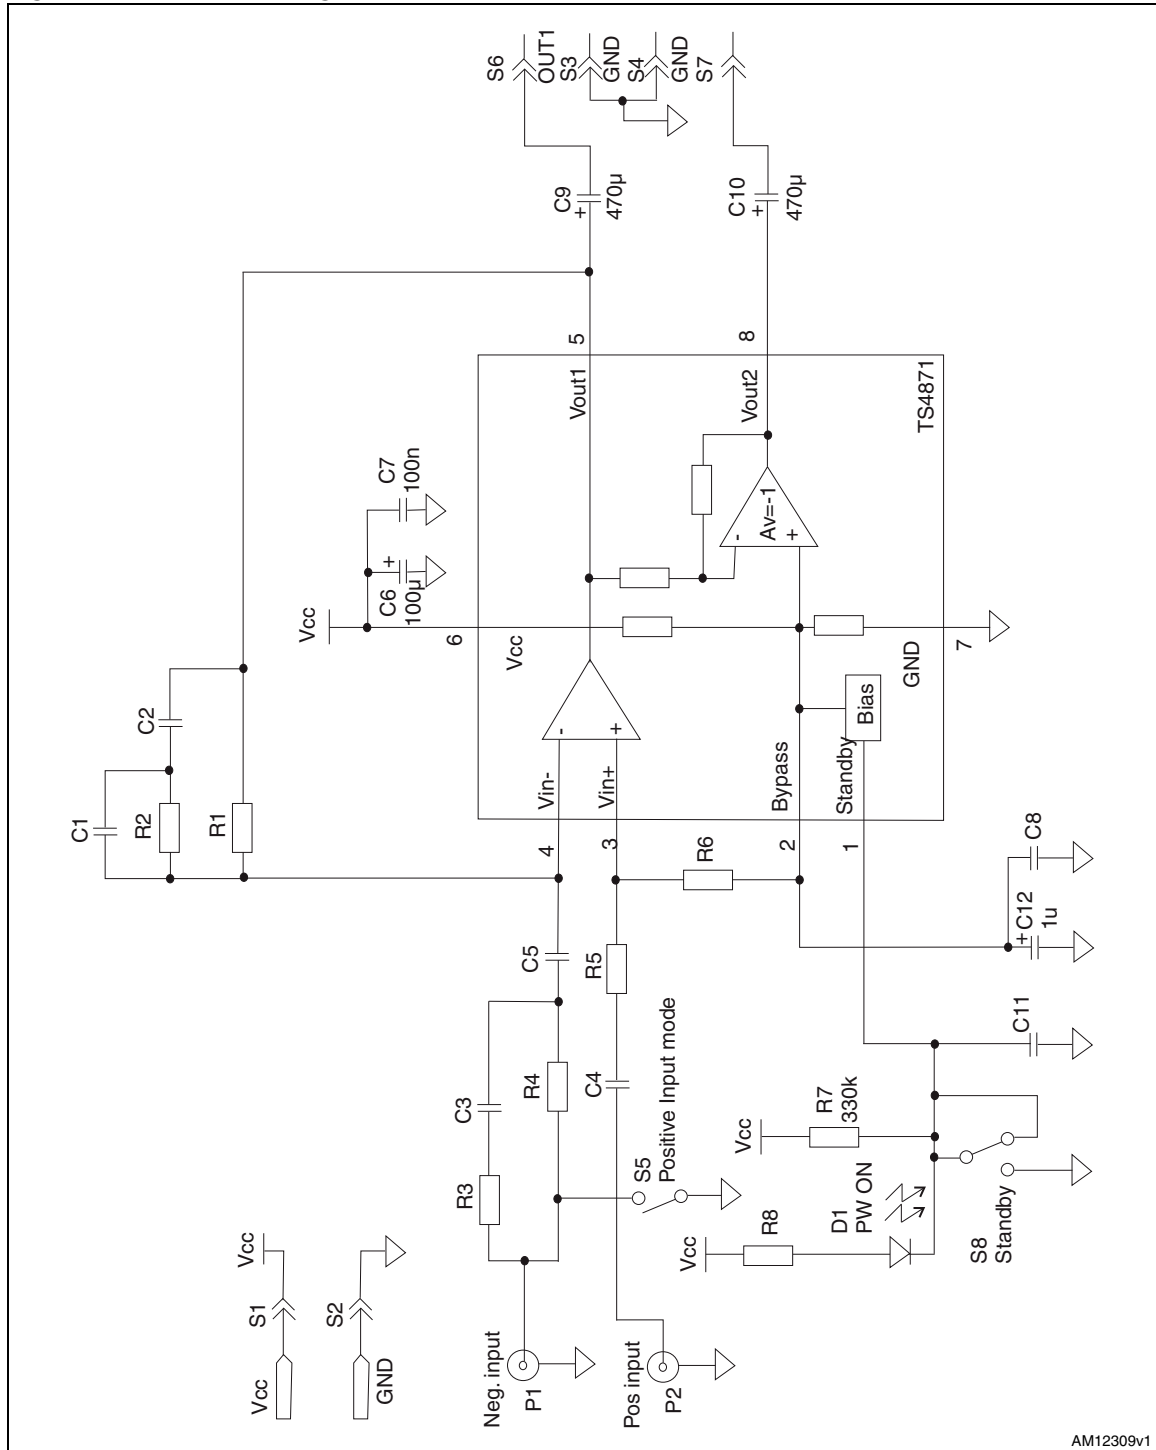 S6
OUT1
S3
GND
S4
GND
S7
C9
+
470µ
C10
+
470µ
5
8
Vout1
Vout2
TS4871
C7
100n
+
C6
100µ
Vcc
6
Vcc
-
Av=-1
+
GND
7
C2
C1
R2
R1
-
+
Vin-
Vin+
Bypass
Standby
Bias
4
3
2
1
R6
C8
+C12
1u
C5
R5
C11
C3
R4
C4
R3
S5
Positive Input mode
Vcc
R7
330k
D1
PW ON
R8
Vcc
S8
Standby
Vcc
S1
Vcc
S2
GND
Neg. input
P1
Pos input
P2
AM12309v1